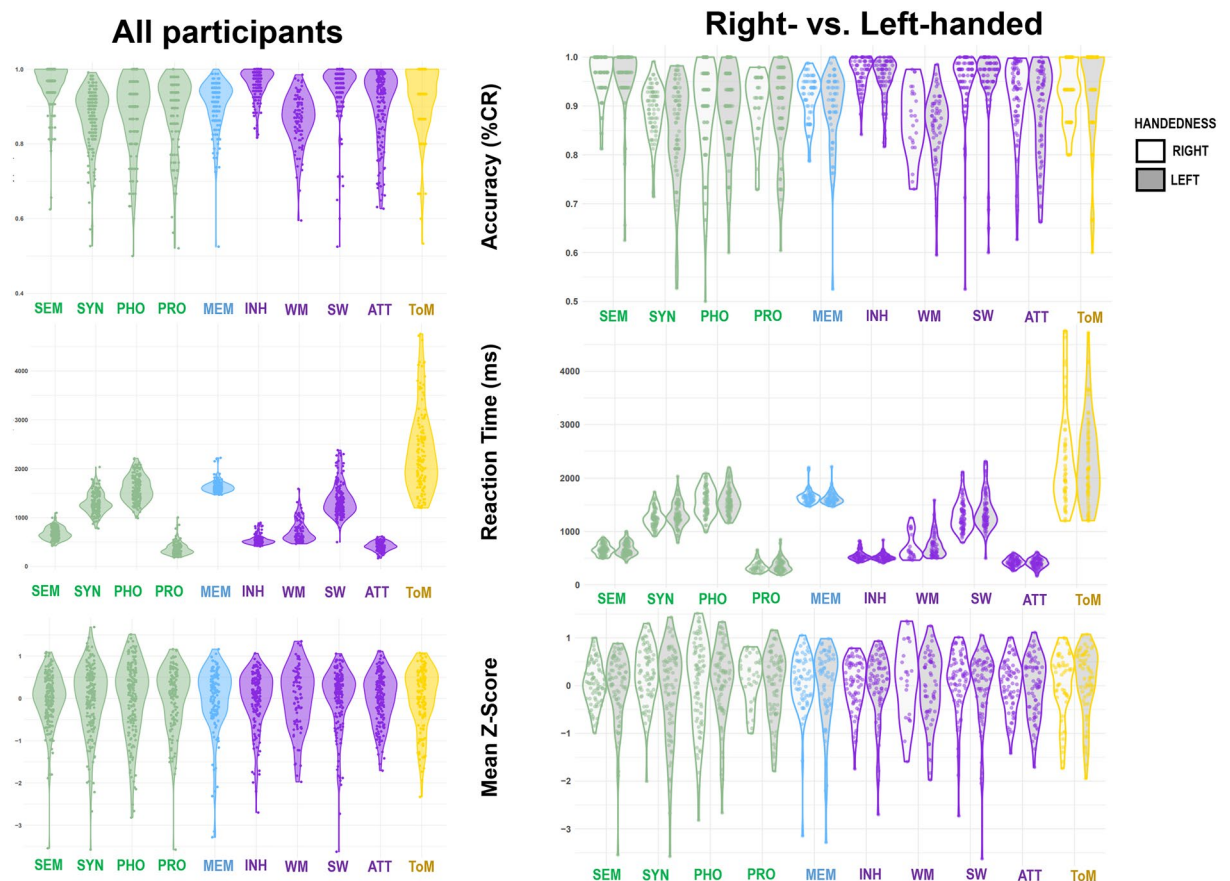 All participants
Right- vs. Left-handed
Accuracy (%CR)
1.0
0.8
0.6
0.4
SEM SYN PHO PRO MEM INH WM SW ATT ToM
1.0
0.9
0.8
0.7
0.6
0.5
SEM SYN PHO PRO MEM INH WM SW ATT ToM
HANDEDNESS
RIGHT
LEFT
Reaction Time (ms)
4000
3000
2000
1000
0
SEM SYN PHO PRO MEM INH WM SW ATT ToM
4000
3000
2000
1000
0
SEM SYN PHO PRO MEM INH WM SW ATT ToM
Mean Z-Score
1
0
−1
−2
−3
SEM SYN PHO PRO MEM INH WM SW ATT ToM
1
0
−1
−2
−3
SEM SYN PHO PRO MEM INH WM SW ATT ToM